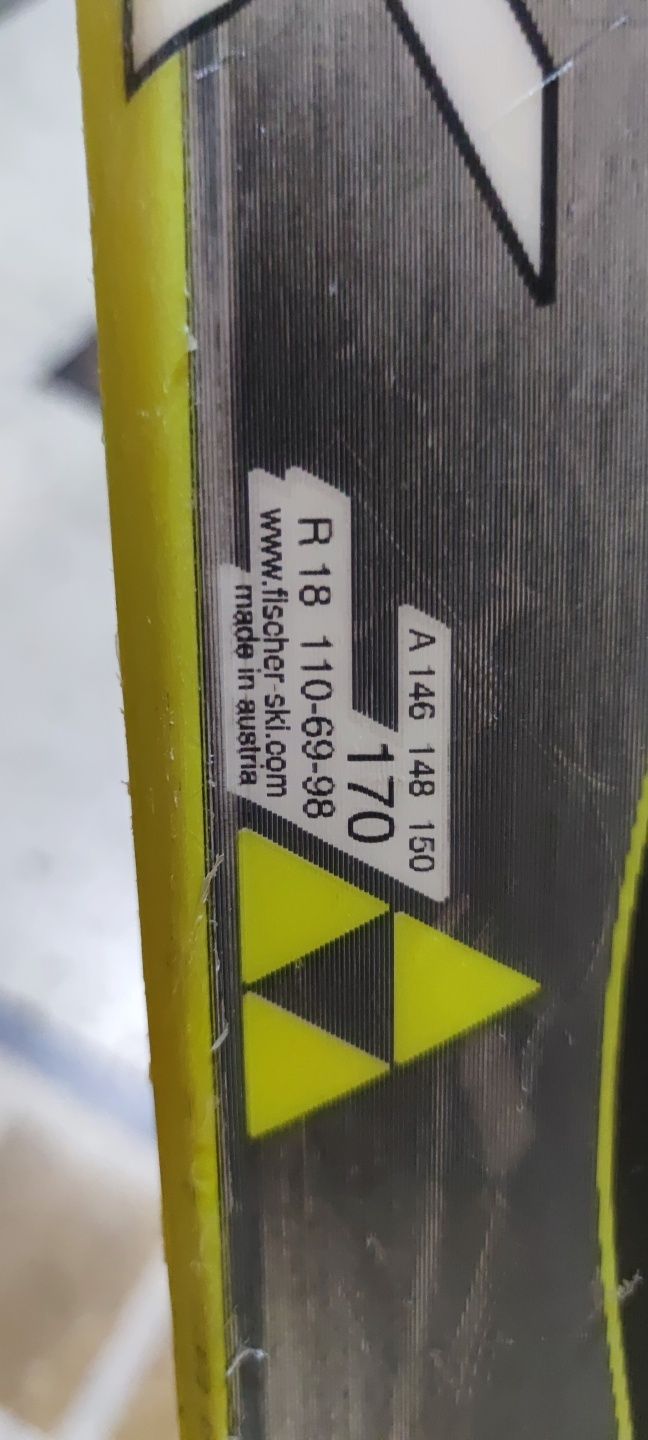 A 146 148 150
170
R 18 110-69-98
www.fischer-ski.com
made in austria